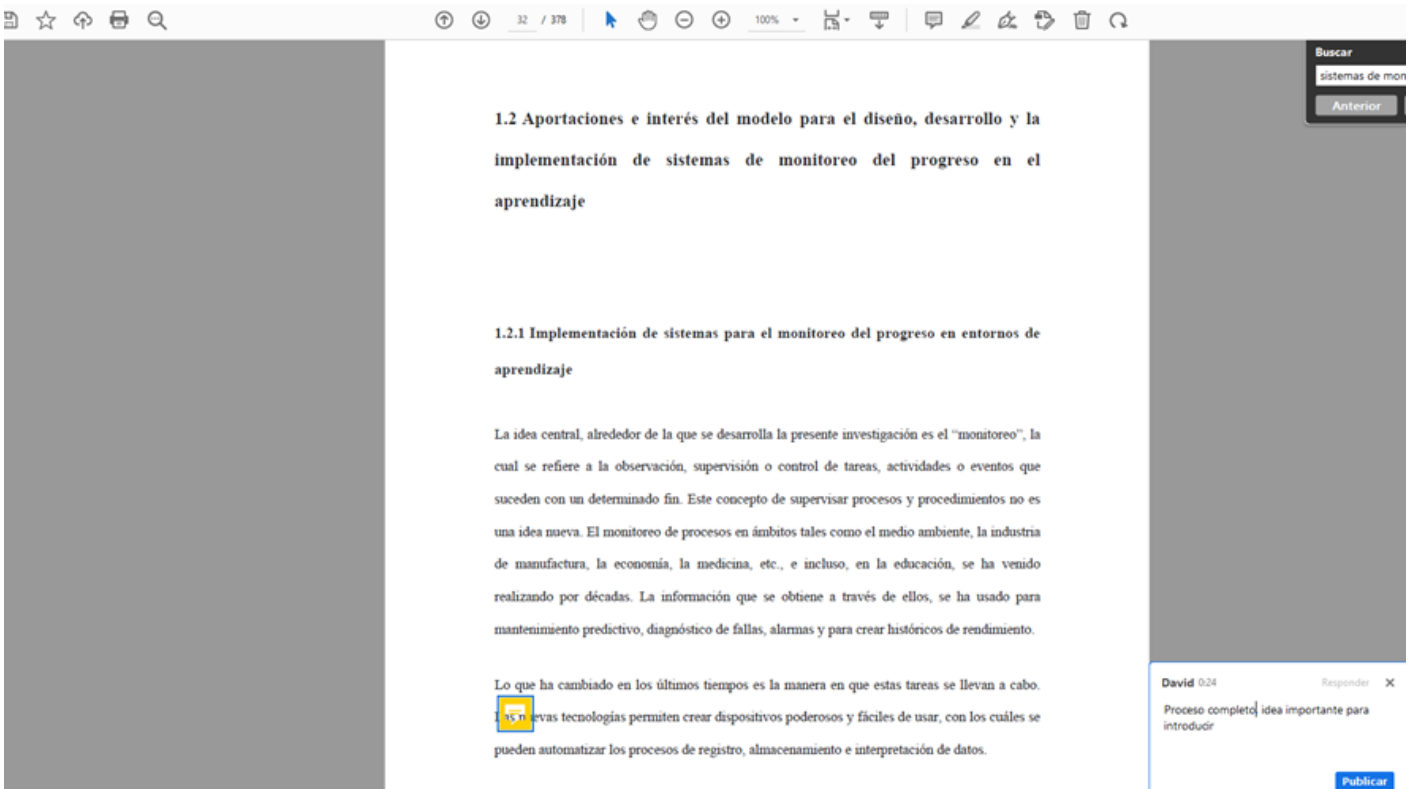 32 / 378
100%
Buscar
sistemas de mon
Anterior
1.2 Aportaciones e interés del modelo para el diseño, desarrollo y la
implementación de sistemas de monitoreo del progreso en el
aprendizaje
1.2.1 Implementación de sistemas para el monitoreo del progreso en entornos de
aprendizaje
La idea central, alrededor de la que se desarrolla la presente investigación es el “monitoreo”, la
cual se refiere a la observación, supervisión o control de tareas, actividades o eventos que
suceden con un determinado fin. Este concepto de supervisar procesos y procedimientos no es
una idea nueva. El monitoreo de procesos en ámbitos tales como el medio ambiente, la industria
de manufactura, la economía, la medicina, etc., e incluso, en la educación, se ha venido
realizando por décadas. La información que se obtiene a través de ellos, se ha usado para
mantenimiento predictivo, diagnóstico de fallas, alarmas y para crear históricos de rendimiento.
Lo que ha cambiado en los últimos tiempos es la manera en que estas tareas se llevan a cabo.
Las nuevas tecnologías permiten crear dispositivos poderosos y fáciles de usar, con los cuáles se
pueden automatizar los procesos de registro, almacenamiento e interpretación de datos.
David 0:24 Responder
Proceso completo, idea importante para
introducir
Publicar